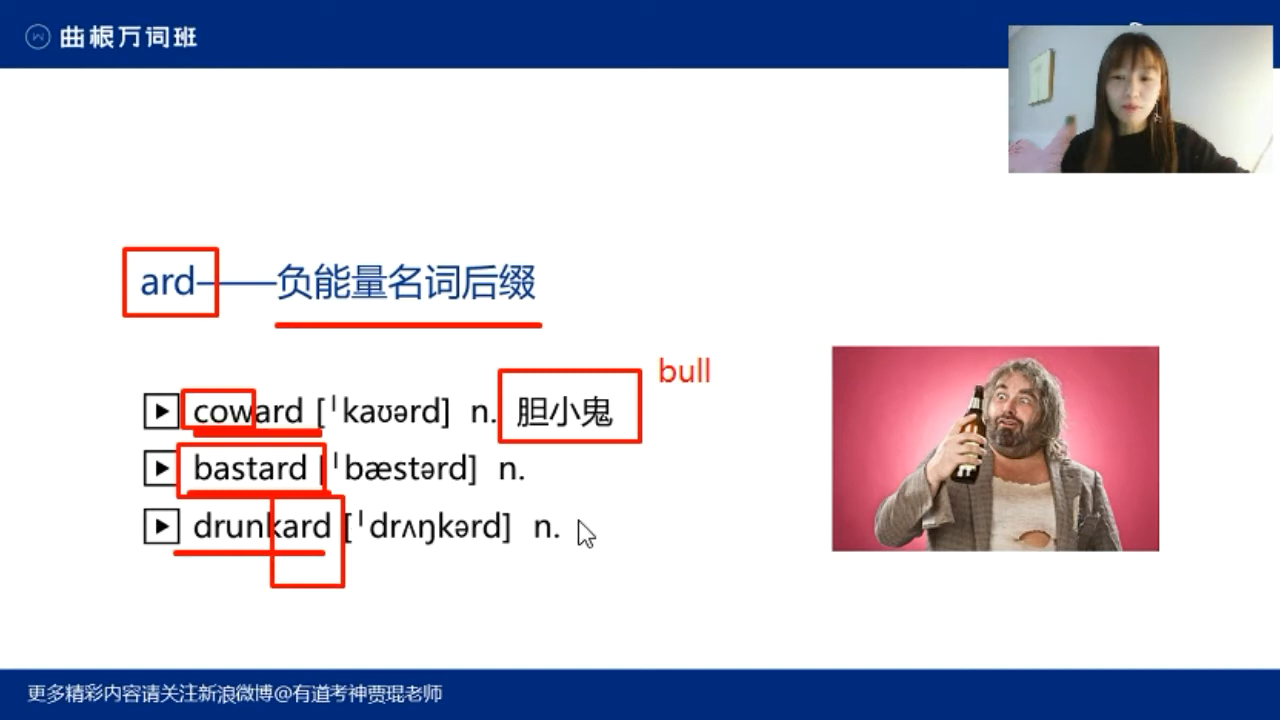 曲根万词班
ard——负能量名词后缀
bull
coward [ˈkaʊərd] n. 胆小鬼
bastard [ˈbæstərd] n.
drunkard [ˈdrʌŋkərd] n.
更多精彩内容请关注新浪微博@有道考神贾琨老师